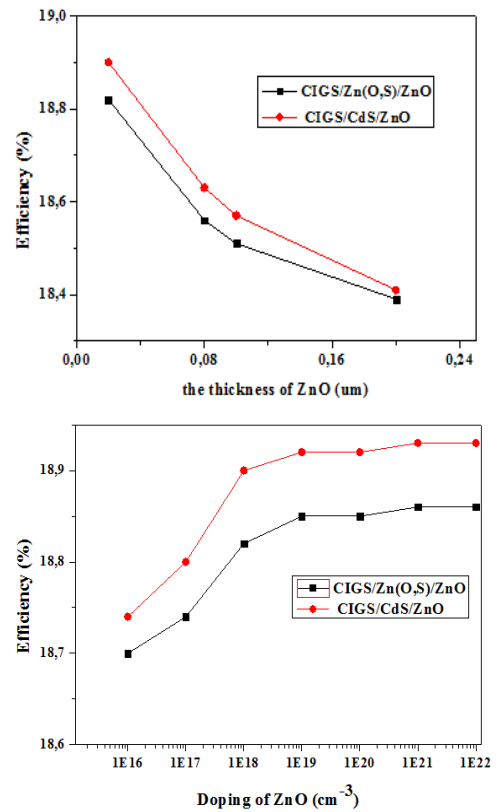 19,0
18,8
18,6
18,4
Efficiency (%)
CIGS/Zn(O,S)/ZnO
CIGS/CdS/ZnO
0,00 0,08 0,16 0,24
the thickness of ZnO (um)
18,9
18,8
18,7
18,6
Efficiency (%)
CIGS/Zn(O,S)/ZnO
CIGS/CdS/ZnO
1E16 1E17 1E18 1E19 1E20 1E21 1E22
Doping of ZnO (cm⁻³)